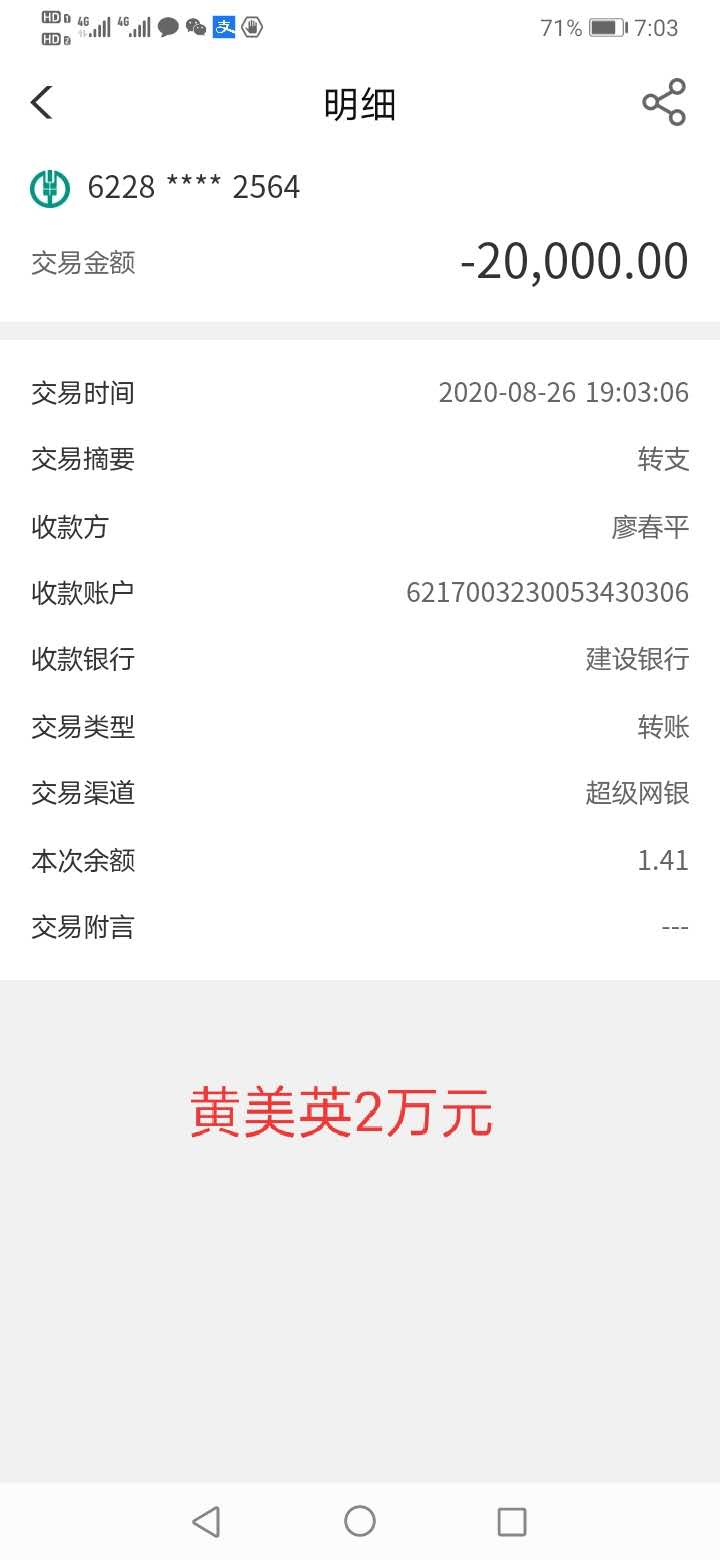 HD 1 4G 4G 支 71% 7:03
HD 2
明细
6228 **** 2564
交易金额 -20,000.00
交易时间 2020-08-26 19:03:06
交易摘要 转支
收款方 廖春平
收款账户 6217003230053430306
收款银行 建设银行
交易类型 转账
交易渠道 超级网银
本次余额 1.41
交易附言 ---
黄美英2万元